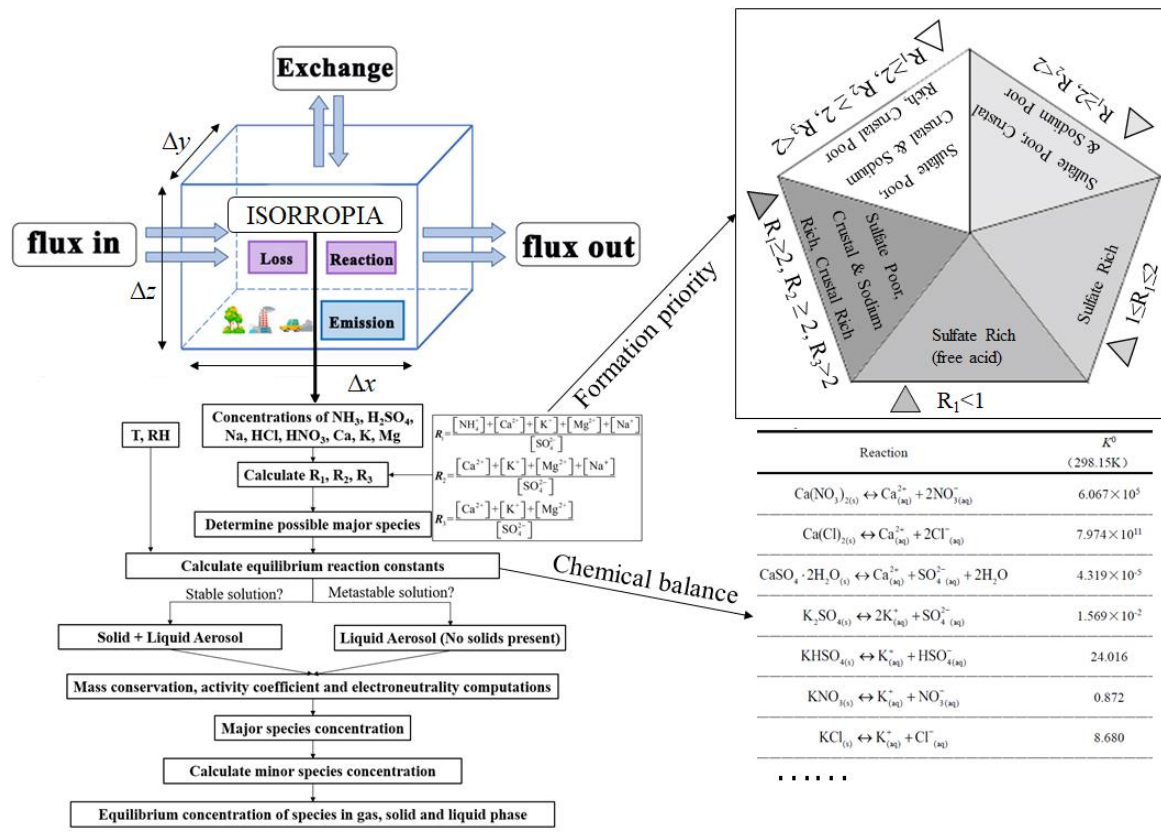 Exchange
Δy
ISORROPIA
flux in
Loss
Reaction
flux out
Δz
Emission
Δx
Concentrations of NH₃, H₂SO₄,
Na, HCl, HNO₃, Ca, K, Mg
T, RH
Calculate R₁, R₂, R₃
Determine possible major species
Calculate equilibrium reaction constants
Stable solution?
Metastable solution?
Solid + Liquid Aerosol
Liquid Aerosol (No solids present)
Mass conservation, activity coefficient and electroneutrality computations
Major species concentration
Calculate minor species concentration
Equilibrium concentration of species in gas, solid and liquid phase
R₁=([NH₄⁺]+[Ca²⁺]+[K⁺]+[Mg²⁺]+[Na⁺])/[SO₄²⁻]
R₂=([Ca²⁺]+[K⁺]+[Mg²⁺]+[Na⁺])/[SO₄²⁻]
R₃=([Ca²⁺]+[K⁺]+[Mg²⁺])/[SO₄²⁻]
Formation priority
Chemical balance
R₁≥2, R₂ ≥ 2, R₃<2
Sulfate Poor,
Crustal & Sodium
Rich, Crustal Poor
R₁≥2, R₂<2
Sulfate Poor, Crustal
& Sodium Poor
R₁≥2, R₂ ≥ 2, R₃>2
Sulfate Poor,
Crustal & Sodium
Rich, Crustal Rich
Sulfate Rich
1≤R₁≤2
Sulfate Rich
(free acid)
R₁<1
Reaction
K⁰
(298.15K)
Ca(NO₃)₂₍s₎ ↔ Ca²⁺(aq) + 2NO₃⁻(aq) 6.067×10⁵
Ca(Cl)₂₍s₎ ↔ Ca²⁺(aq) + 2Cl⁻(aq) 7.974×10¹¹
CaSO₄·2H₂O(s) ↔ Ca²⁺(aq) + SO₄²⁻(aq) + 2H₂O 4.319×10⁻⁵
K₂SO₄(s) ↔ 2K⁺(aq) + SO₄²⁻(aq) 1.569×10⁻²
KHSO₄(s) ↔ K⁺(aq) + HSO₄⁻(aq) 24.016
KNO₃(s) ↔ K⁺(aq) + NO₃⁻(aq) 0.872
KCl(s) ↔ K⁺(aq) + Cl⁻(aq) 8.680
······